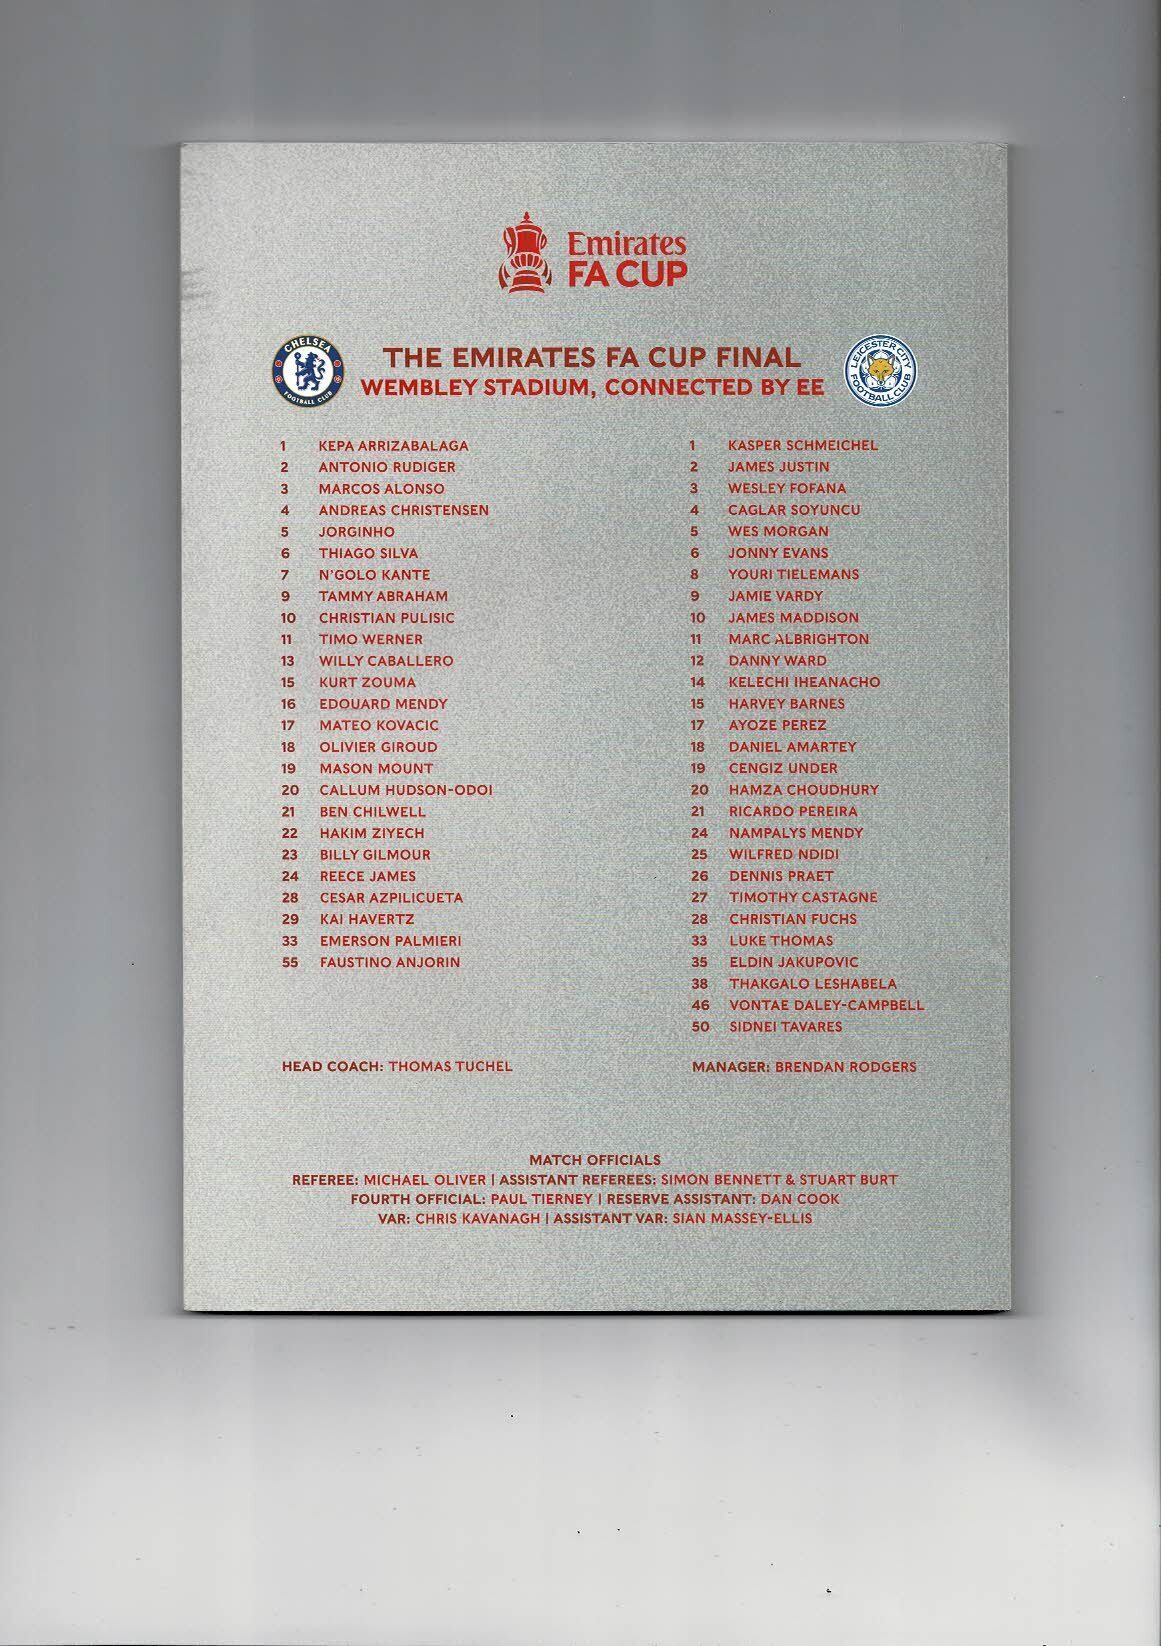 Emirates
FA CUP
CHELSEA
FOOTBALL CLUB
THE EMIRATES FA CUP FINAL
WEMBLEY STADIUM, CONNECTED BY EE
LEICESTER CITY
FOOTBALL CLUB
1 KEPA ARRIZABALAGA
2 ANTONIO RUDIGER
3 MARCOS ALONSO
4 ANDREAS CHRISTENSEN
5 JORGINHO
6 THIAGO SILVA
7 N'GOLO KANTE
9 TAMMY ABRAHAM
10 CHRISTIAN PULISIC
11 TIMO WERNER
13 WILLY CABALLERO
15 KURT ZOUMA
16 EDOUARD MENDY
17 MATEO KOVACIC
18 OLIVIER GIROUD
19 MASON MOUNT
20 CALLUM HUDSON-ODOI
21 BEN CHILWELL
22 HAKIM ZIYECH
23 BILLY GILMOUR
24 REECE JAMES
28 CESAR AZPILICUETA
29 KAI HAVERTZ
33 EMERSON PALMIERI
55 FAUSTINO ANJORIN
HEAD COACH: THOMAS TUCHEL
1 KASPER SCHMEICHEL
2 JAMES JUSTIN
3 WESLEY FOFANA
4 CAGLAR SOYUNCU
5 WES MORGAN
6 JONNY EVANS
8 YOURI TIELEMANS
9 JAMIE VARDY
10 JAMES MADDISON
11 MARC ALBRIGHTON
12 DANNY WARD
14 KELECHI IHEANACHO
15 HARVEY BARNES
17 AYOZE PEREZ
18 DANIEL AMARTEY
19 CENGIZ UNDER
20 HAMZA CHOUDHURY
21 RICARDO PEREIRA
24 NAMPALYS MENDY
25 WILFRED NDIDI
26 DENNIS PRAET
27 TIMOTHY CASTAGNE
28 CHRISTIAN FUCHS
33 LUKE THOMAS
35 ELDIN JAKUPOVIC
38 THAKGALO LESHABELA
46 VONTAE DALEY-CAMPBELL
50 SIDNEI TAVARES
MANAGER: BRENDAN RODGERS
MATCH OFFICIALS
REFEREE: MICHAEL OLIVER | ASSISTANT REFEREES: SIMON BENNETT & STUART BURT
FOURTH OFFICIAL: PAUL TIERNEY | RESERVE ASSISTANT: DAN COOK
VAR: CHRIS KAVANAGH | ASSISTANT VAR: SIAN MASSEY-ELLIS